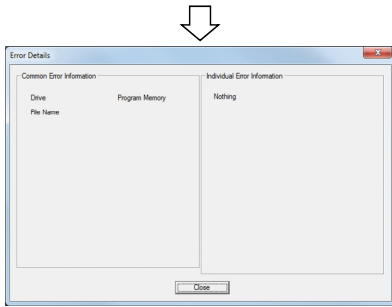 Error Details
Common Error Information
Drive Program Memory
File Name
Individual Error Information
Nothing
Close